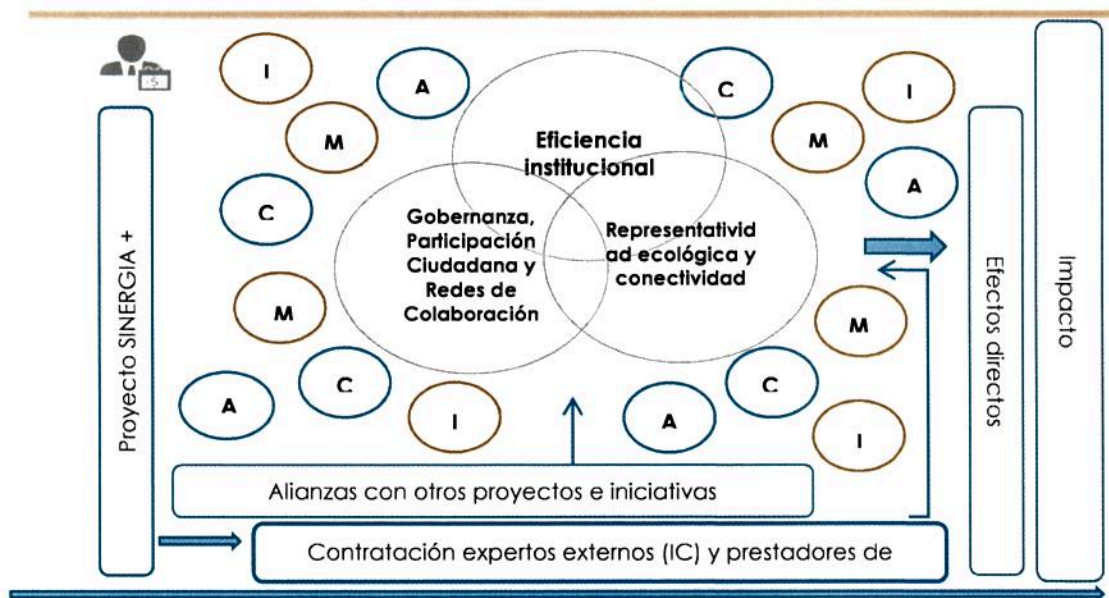 I
A
C
I
M
M
Eficiencia
institucional
A
C
Gobernanza,
Participación
Ciudadana y
Redes de
Colaboración
Representativid
ad ecológica y
conectividad
M
M
C
C
A
I
A
I
Proyecto SINERGIA +
Efectos directos
Impacto
Alianzas con otros proyectos e iniciativas
Contratación expertos externos (IC) y prestadores de